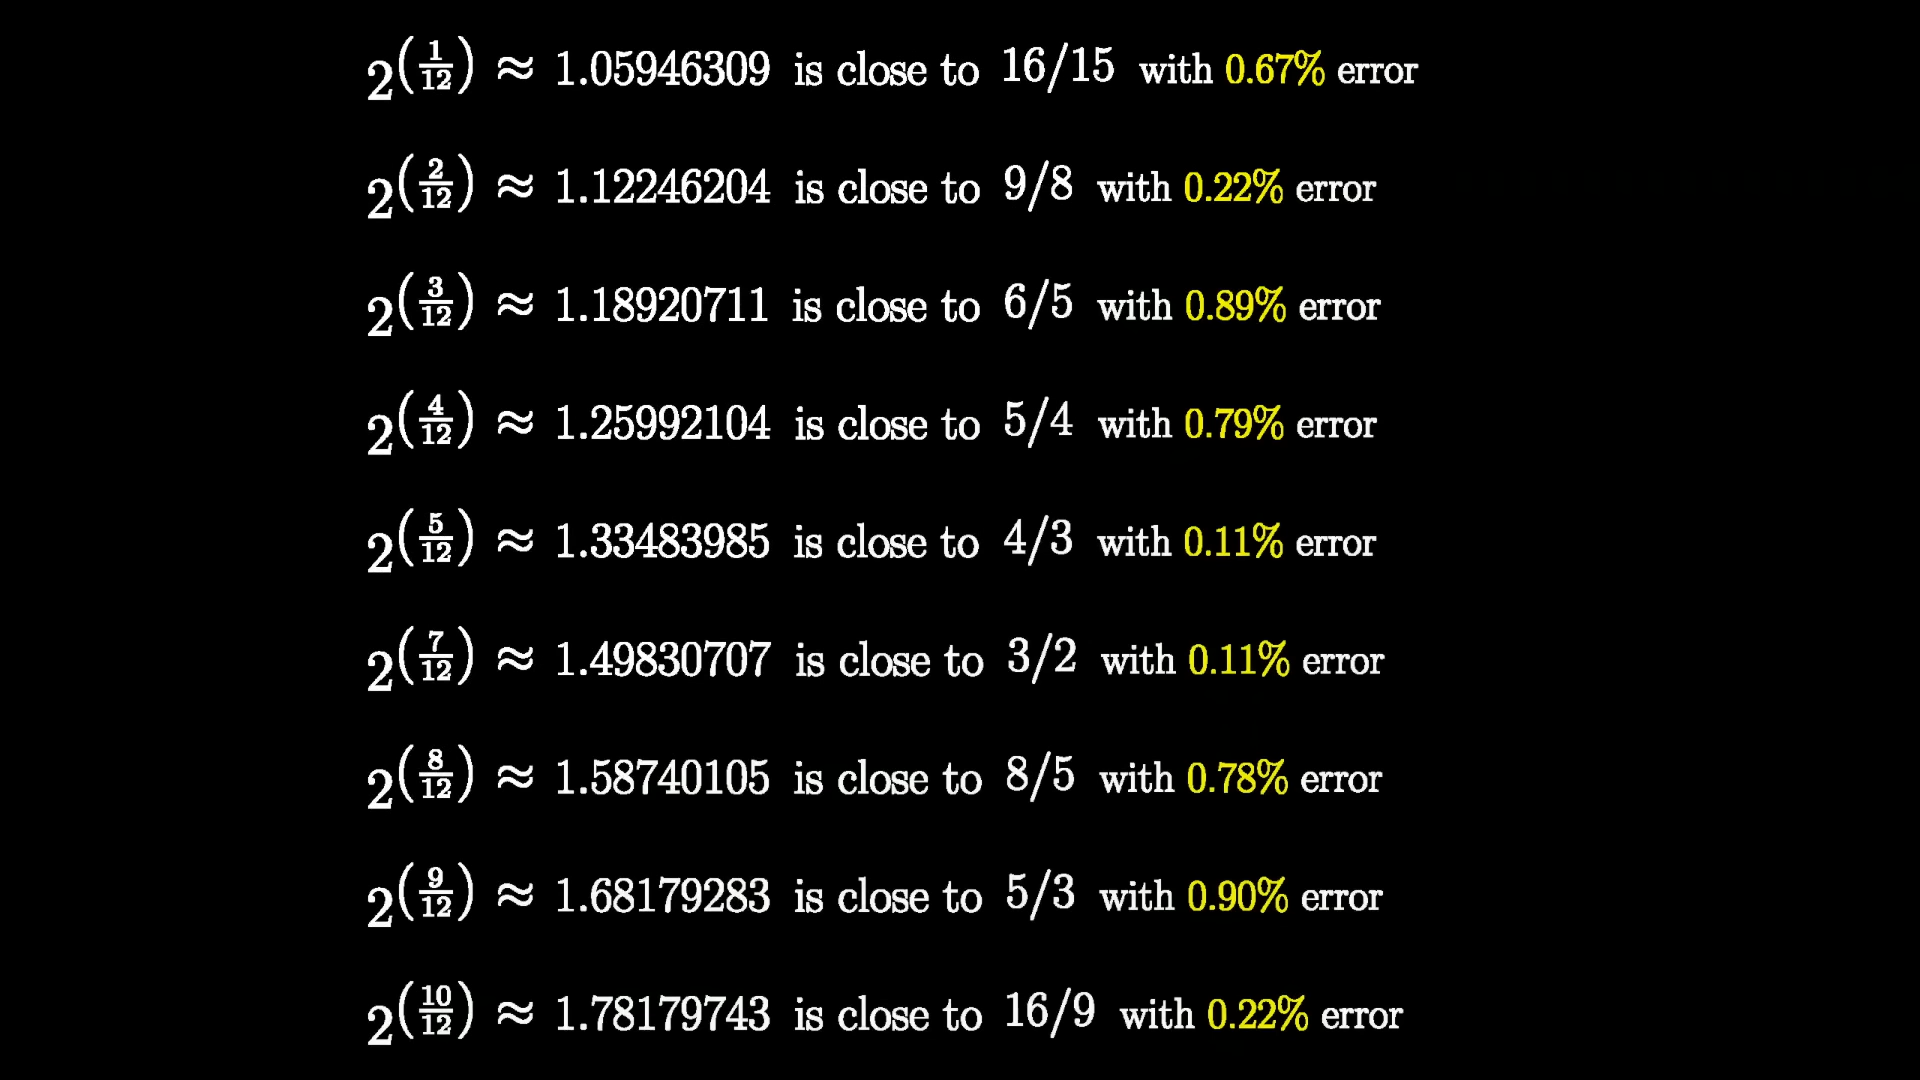 2^(1/12) ≈ 1.05946309 is close to 16/15 with 0.67% error
2^(2/12) ≈ 1.12246204 is close to 9/8 with 0.22% error
2^(3/12) ≈ 1.18920711 is close to 6/5 with 0.89% error
2^(4/12) ≈ 1.25992104 is close to 5/4 with 0.79% error
2^(5/12) ≈ 1.33483985 is close to 4/3 with 0.11% error
2^(7/12) ≈ 1.49830707 is close to 3/2 with 0.11% error
2^(8/12) ≈ 1.58740105 is close to 8/5 with 0.78% error
2^(9/12) ≈ 1.68179283 is close to 5/3 with 0.90% error
2^(10/12) ≈ 1.78179743 is close to 16/9 with 0.22% error